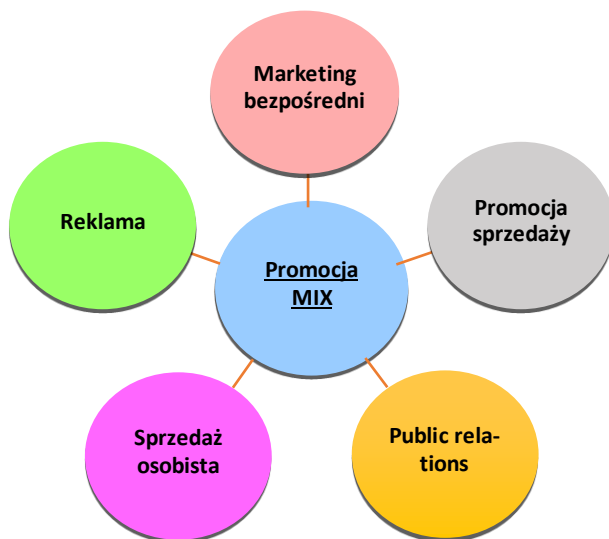 Marketing
bezpośredni
Reklama
Promocja
sprzedaży
Promocja
MIX
Sprzedaż
osobista
Public rela-
tions